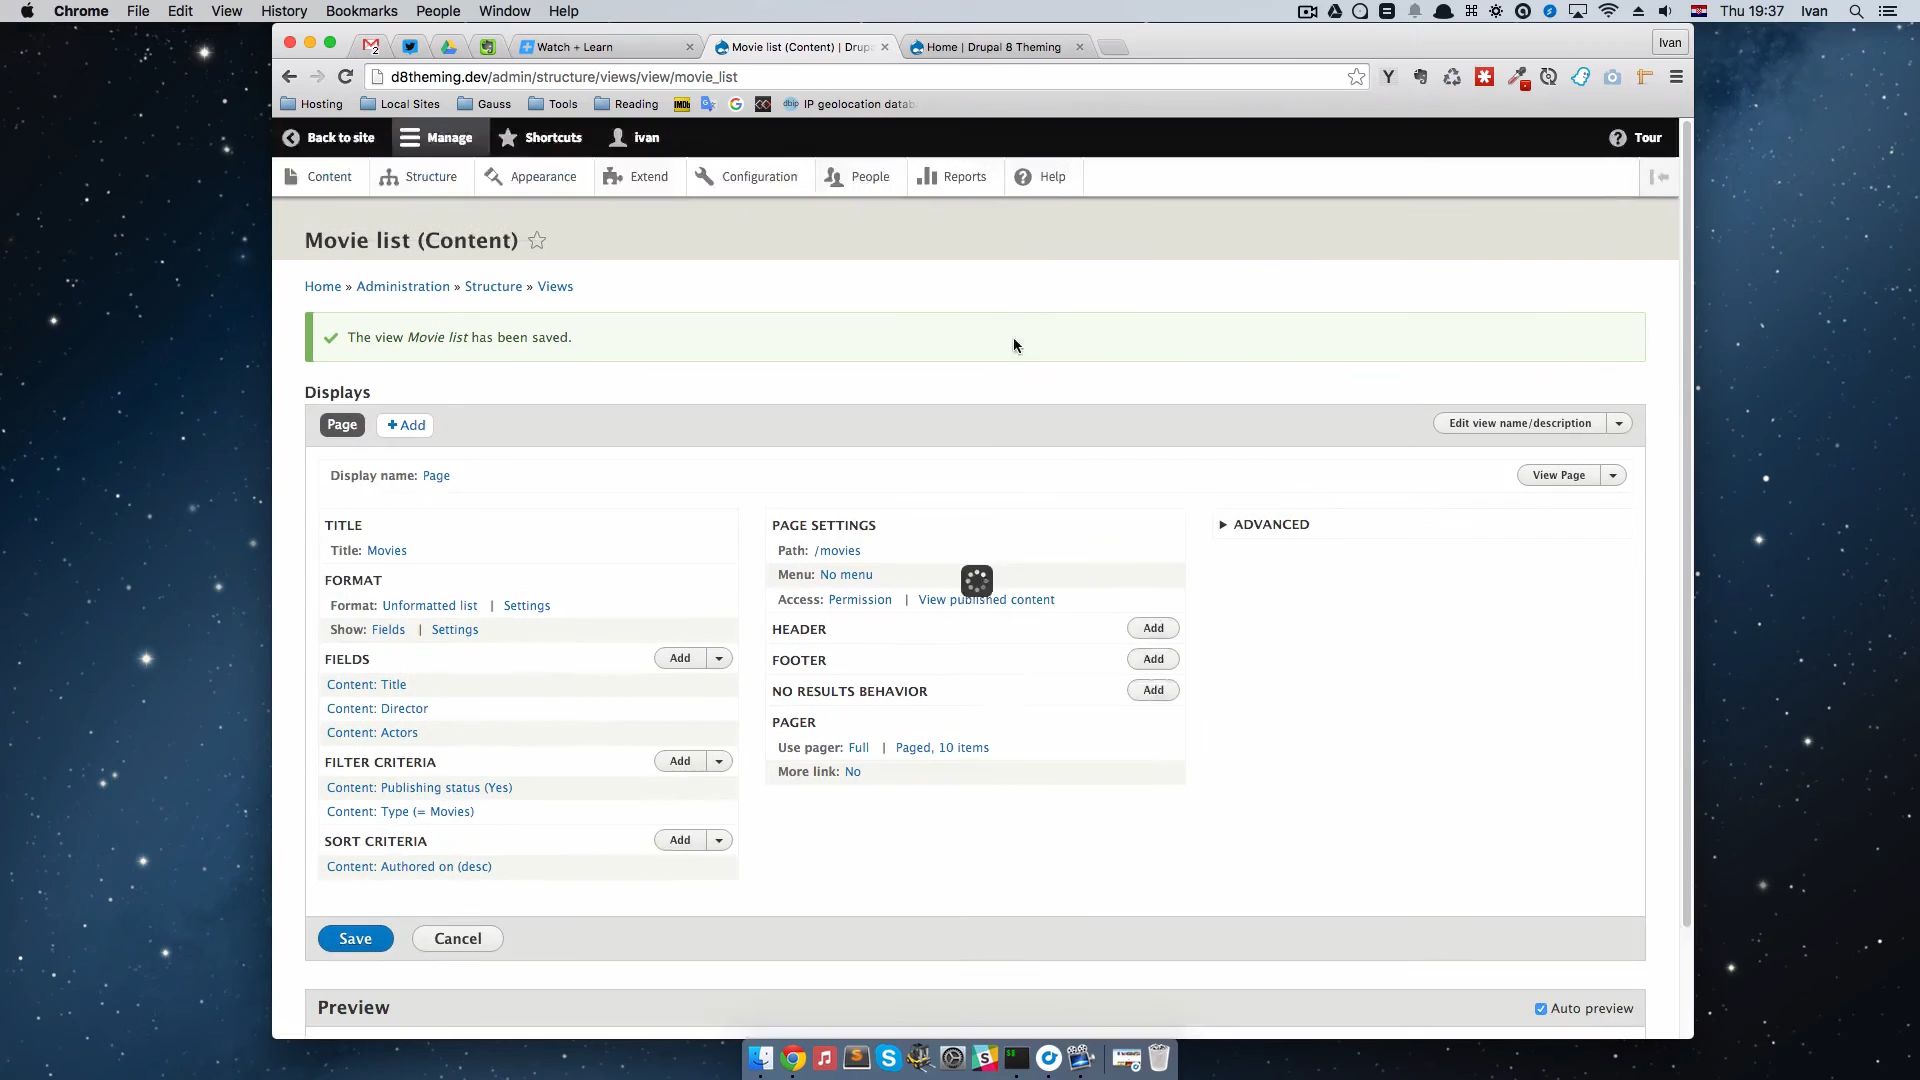 Chrome File Edit View History Bookmarks People Window Help Thu 19:37 Ivan
2 Watch + Learn Movie list (Content) | Drup Home | Drupal 8 Theming Ivan
d8theming.dev/admin/structure/views/view/movie_list
Hosting Local Sites Gauss Tools Reading IMDb dbip IP geolocation datab
Back to site Manage Shortcuts ivan Tour
Content Structure Appearance Extend Configuration People Reports Help
Movie list (Content)
Home » Administration » Structure » Views
The view Movie list has been saved.
Displays
Page +Add Edit view name/description
Display name: Page View Page
TITLE
Title: Movies
FORMAT
Format: Unformatted list | Settings
Show: Fields | Settings
FIELDS Add
Content: Title
Content: Director
Content: Actors
FILTER CRITERIA Add
Content: Publishing status (Yes)
Content: Type (= Movies)
SORT CRITERIA Add
Content: Authored on (desc)
PAGE SETTINGS
Path: /movies
Menu: No menu
Access: Permission | View published content
HEADER Add
FOOTER Add
NO RESULTS BEHAVIOR Add
PAGER
Use pager: Full | Paged, 10 items
More link: No
ADVANCED
Save Cancel
Preview Auto preview